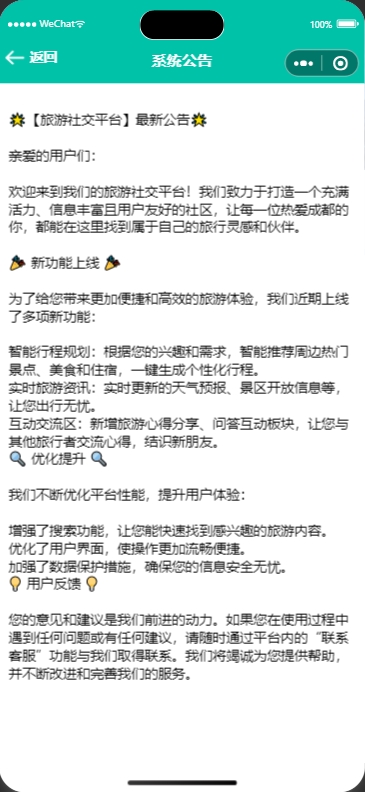 WeChat
100%
返回
系统公告
【旅游社交平台】最新公告
亲爱的用户们：
欢迎来到我们的旅游社交平台！我们致力于打造一个充满
活力、信息丰富且用户友好的社区，让每一位热爱成都的
你，都能在这里找到属于自己的旅行灵感和伙伴。
🎉 新功能上线 🎉
为了给您带来更加便捷和高效的旅游体验，我们近期上线
了多项新功能：
智能行程规划：根据您的兴趣和需求，智能推荐周边热门
景点、美食和住宿，一键生成个性化行程。
实时旅游资讯：实时更新的天气预报、景区开放信息等，
让您出行无忧。
互动交流区：新增旅游心得分享、问答互动板块，让您与
其他旅行者交流心得，结识新朋友。
🔍 优化提升 🔍
我们不断优化平台性能，提升用户体验：
增强了搜索功能，让您能快速找到感兴趣的旅游内容。
优化了用户界面，使操作更加流畅便捷。
加强了数据保护措施，确保您的信息安全无忧。
💡 用户反馈 💡
您的意见和建议是我们前进的动力。如果您在使用过程中
遇到任何问题或有任何建议，请随时通过平台内的“联系
客服”功能与我们取得联系。我们将竭诚为您提供帮助，
并不断改进和完善我们的服务。